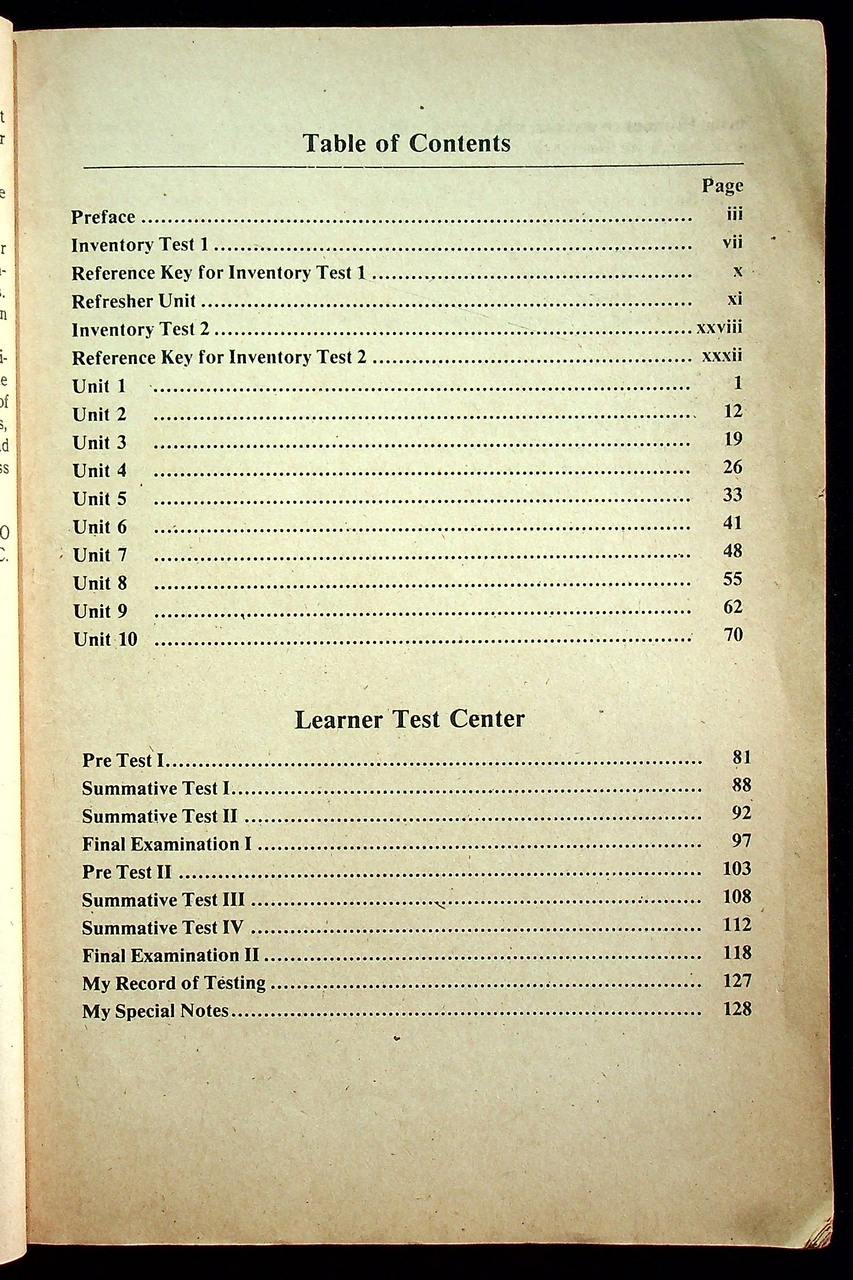 Table of Contents
Page
Preface ........ iii
Inventory Test 1 ........ vii
Reference Key for Inventory Test 1 ........ x
Refresher Unit ........ xi
Inventory Test 2 ........ xxviii
Reference Key for Inventory Test 2 ........ xxxii
Unit 1 ........ 1
Unit 2 ........ 12
Unit 3 ........ 19
Unit 4 ........ 26
Unit 5 ........ 33
Unit 6 ........ 41
Unit 7 ........ 48
Unit 8 ........ 55
Unit 9 ........ 62
Unit 10 ........ 70
Learner Test Center
Pre Test I ........ 81
Summative Test I ........ 88
Summative Test II ........ 92
Final Examination I ........ 97
Pre Test II ........ 103
Summative Test III ........ 108
Summative Test IV ........ 112
Final Examination II ........ 118
My Record of Testing ........ 127
My Special Notes ........ 128